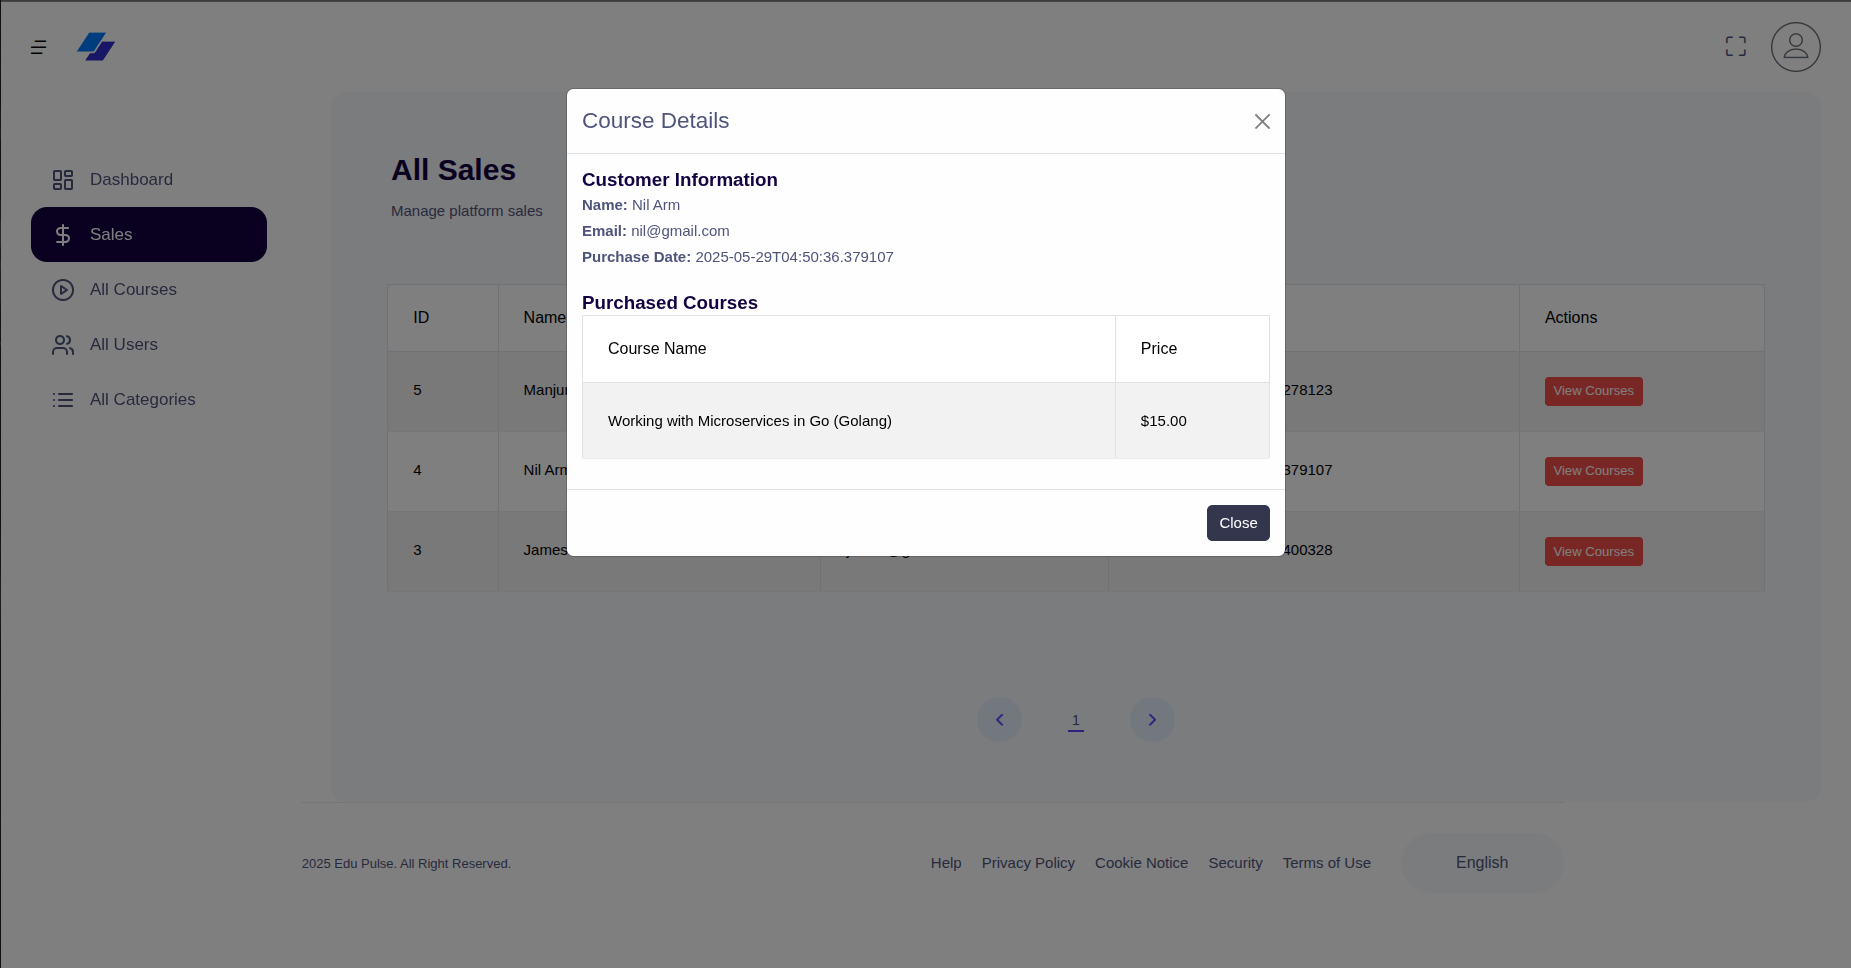 Course Details
Customer Information
Name: Nil Arm
Email: nil@gmail.com
Purchase Date: 2025-05-29T04:50:36.379107
Purchased Courses
Course Name Price
Working with Microservices in Go (Golang) $15.00
Close
Dashboard
Sales
All Courses
All Users
All Categories
All Sales
Manage platform sales
ID Name Actions
5 278123 View Courses
4 Nil Arm 379107 View Courses
3 James 400328 View Courses
1
2025 Edu Pulse. All Right Reserved.
Help Privacy Policy Cookie Notice Security Terms of Use English